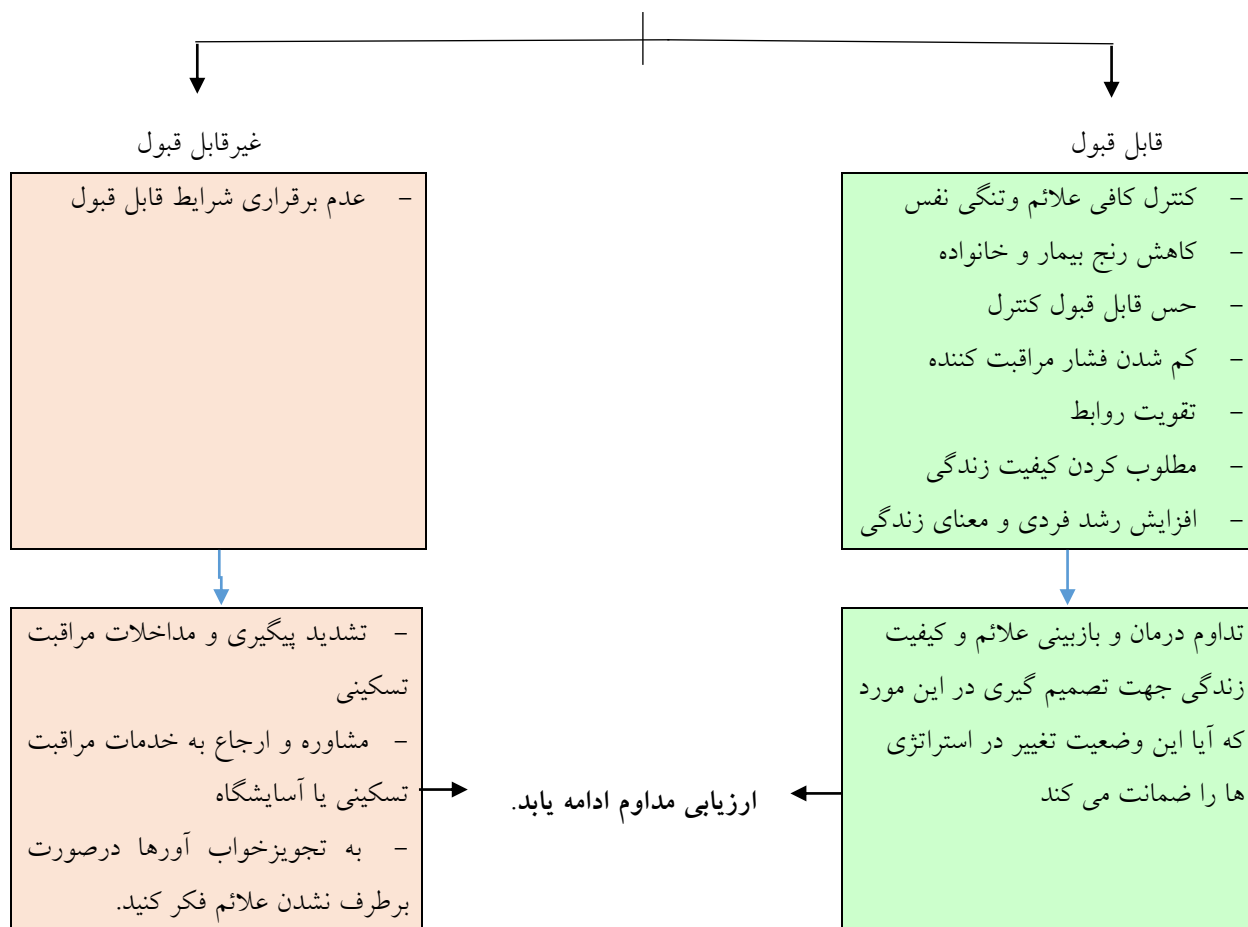 قابل قبول
– کنترل کافی علائم وتنگی نفس
– کاهش رنج بیمار و خانواده
– حس قابل قبول کنترل
– کم شدن فشار مراقبت کننده
– تقویت روابط
– مطلوب کردن کیفیت زندگی
– افزایش رشد فردی و معنای زندگی
تداوم درمان و بازبینی علائم و کیفیت
زندگی جهت تصمیم گیری در این مورد
که آیا این وضعیت تغییر در استراتژی
ها را ضمانت می کند
غیرقابل قبول
– عدم برقراری شرایط قابل قبول
– تشدید پیگیری و مداخلات مراقبت
تسکینی
– مشاوره و ارجاع به خدمات مراقبت
تسکینی یا آسایشگاه
– به تجویزخواب آورها درصورت
برطرف نشدن علائم فکر کنید.
ارزیابی مداوم ادامه یابد.